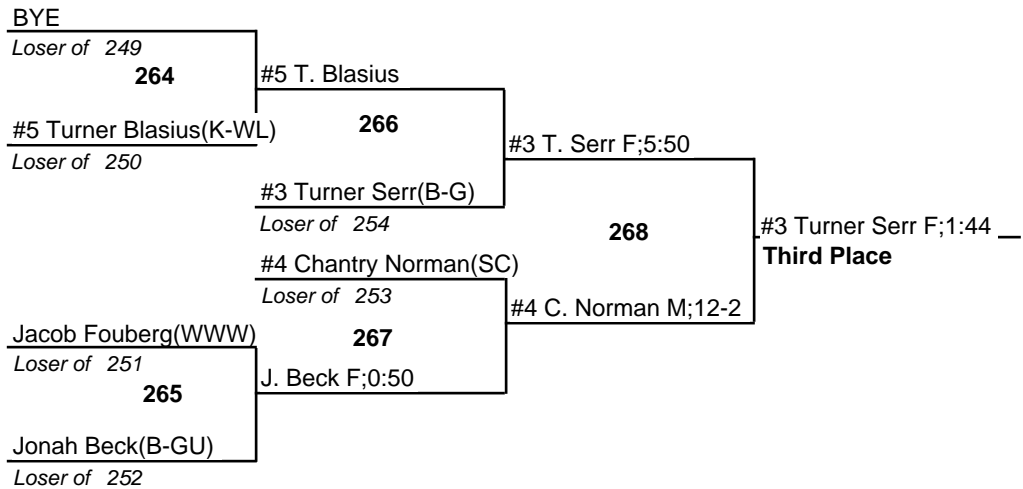 BYE
Loser of 249
264
#5 T. Blasius
#5 Turner Blasius(K-WL)
Loser of 250
266
#3 T. Serr F;5:50
#3 Turner Serr(B-G)
Loser of 254
268
#3 Turner Serr F;1:44
Third Place
#4 Chantry Norman(SC)
Loser of 253
#4 C. Norman M;12-2
Jacob Fouberg(WWW)
Loser of 251
267
265
J. Beck F;0:50
Jonah Beck(B-GU)
Loser of 252